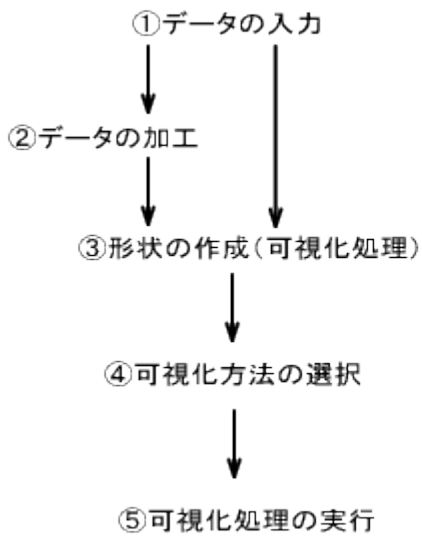 ①データの入力
②データの加工
③形状の作成(可視化処理)
④可視化方法の選択
⑤可視化処理の実行